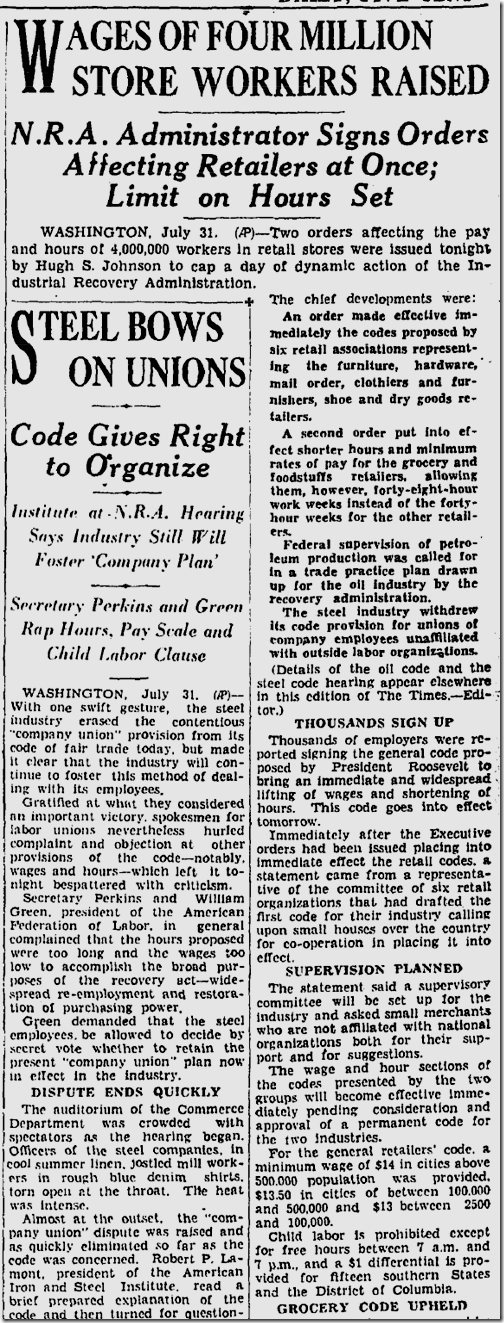 WAGES OF FOUR MILLION
STORE WORKERS RAISED
N.R.A. Administrator Signs Orders
Affecting Retailers at Once;
Limit on Hours Set
WASHINGTON, July 31. (AP)—Two orders affecting the pay
and hours of 4,000,000 workers in retail stores were issued tonight
by Hugh S. Johnson to cap a day of dynamic action of the In-
dustrial Recovery Administration.
STEEL BOWS
ON UNIONS
Code Gives Right
to Organize
Institute at N.R.A. Hearing
Says Industry Still Will
Foster 'Company Plan'
Secretary Perkins and Green
Rap Hours, Pay Scale and
Child Labor Clause
WASHINGTON, July 31. (AP)—
With one swift gesture, the steel
industry erased the contentious
"company union" provision from its
code of fair trade today, but made
it clear that the industry will con-
tinue to foster this method of deal-
ing with its employees.
Gratified at what they considered
an important victory, spokesmen for
labor unions nevertheless hurled
complaint and objection at other
provisions of the code—notably,
wages and hours—which left it to-
night bespattered with criticism.
Secretary Perkins and William
Green, president of the American
Federation of Labor, in general
complained that the hours proposed
were too long and the wages too
low to accomplish the broad pur-
poses of the recovery act—wide-
spread re-employment and restora-
tion of purchasing power.
Green demanded that the steel
employees, be allowed to decide by
secret vote whether to retain the
present "company union" plan now
in effect in the industry.
DISPUTE ENDS QUICKLY
The auditorium of the Commerce
Department was crowded with
spectators as the hearing began.
Officers of the steel companies, in
cool summer linen, jostled mill work-
ers in rough blue denim shirts,
torn open at the throat. The heat
was intense.
Almost at the outset, the "com-
pany union" dispute was raised and
as quickly eliminated so far as the
code was concerned. Robert P. La-
mont, president of the American
Iron and Steel Institute, read a
brief prepared explanation of the
code and then turned for question-
The chief developments were:
An order made effective im-
mediately the codes proposed by
six retail associations represent-
ing the furniture, hardware,
mail order, clothiers and fur-
nishers, shoe and dry goods re-
tailers.
A second order put into ef-
fect shorter hours and minimum
rates of pay for the grocery and
foodstuffs retailers, allowing
them, however, forty-eight-hour
work weeks instead of the forty-
hour weeks for the other retail-
ers.
Federal supervision of petro-
leum production was called for
in a trade practice plan drawn
up for the oil industry by the
recovery administration.
The steel industry withdrew
its code provision for unions of
company employees unaffiliated
with outside labor organizations.
(Details of the oil code and the
steel code hearing appear elsewhere
in this edition of The Times.—Edi-
tor.)
THOUSANDS SIGN UP
Thousands of employers were re-
ported signing the general code pro-
posed by President Roosevelt to
bring an immediate and widespread
lifting of wages and shortening of
hours. This code goes into effect
tomorrow.
Immediately after the Executive
orders had been issued placing into
immediate effect the retail codes, a
statement came from a representa-
tive of the committee of six retail
organizations that had drafted the
first code for their industry calling
upon small houses over the country
for co-operation in placing it into
effect.
SUPERVISION PLANNED
The statement said a supervisory
committee will be set up for the
industry and asked small merchants
who are not affiliated with national
organizations both for their sup-
port and for suggestions.
The wage and hour sections of
the codes presented by the two
groups will become effective imme-
diately pending consideration and
approval of a permanent code for
the two industries.
For the general retailers' code, a
minimum wage of $14 in cities above
500,000 population was provided,
$13.50 in cities of between 100,000
and 500,000 and $13 between 2500
and 100,000.
Child labor is prohibited except
for free hours between 7 a.m. and
7 p.m., and a $1 differential is pro-
vided for fifteen southern States
and the District of Columbia.
GROCERY CODE UPHELD